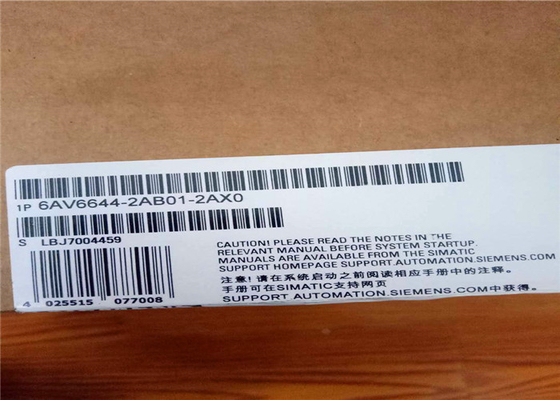 1P 6AV6644-2AB01-2AX0
S LBJ7004459
4 025515 077008
CAUTION! PLEASE READ THE NOTES IN THE
RELEVANT MANUAL BEFORE SYSTEM STARTUP.
MANUALS ARE AVAILABLE FROM THE SIMATIC
SUPPORT HOMEPAGE SUPPORT.AUTOMATION.SIEMENS.COM
注意!请在系统启动之前阅读相应手册中的注释。
手册可在SIMATIC支持网页
SUPPORT.AUTOMATION.SIEMENS.COM中获得。